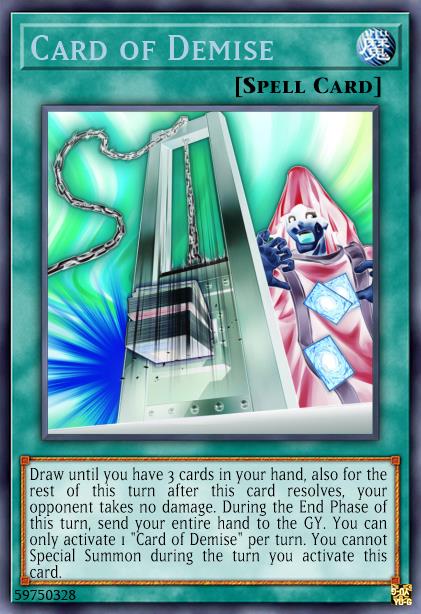 CARD OF DEMISE
魔
[SPELL CARD]
Draw until you have 3 cards in your hand, also for the
rest of this turn after this card resolves, your
opponent takes no damage. During the End Phase of
this turn, send your entire hand to the GY. You can
only activate 1 "Card of Demise" per turn. You cannot
Special Summon during the turn you activate this
card.
59750328